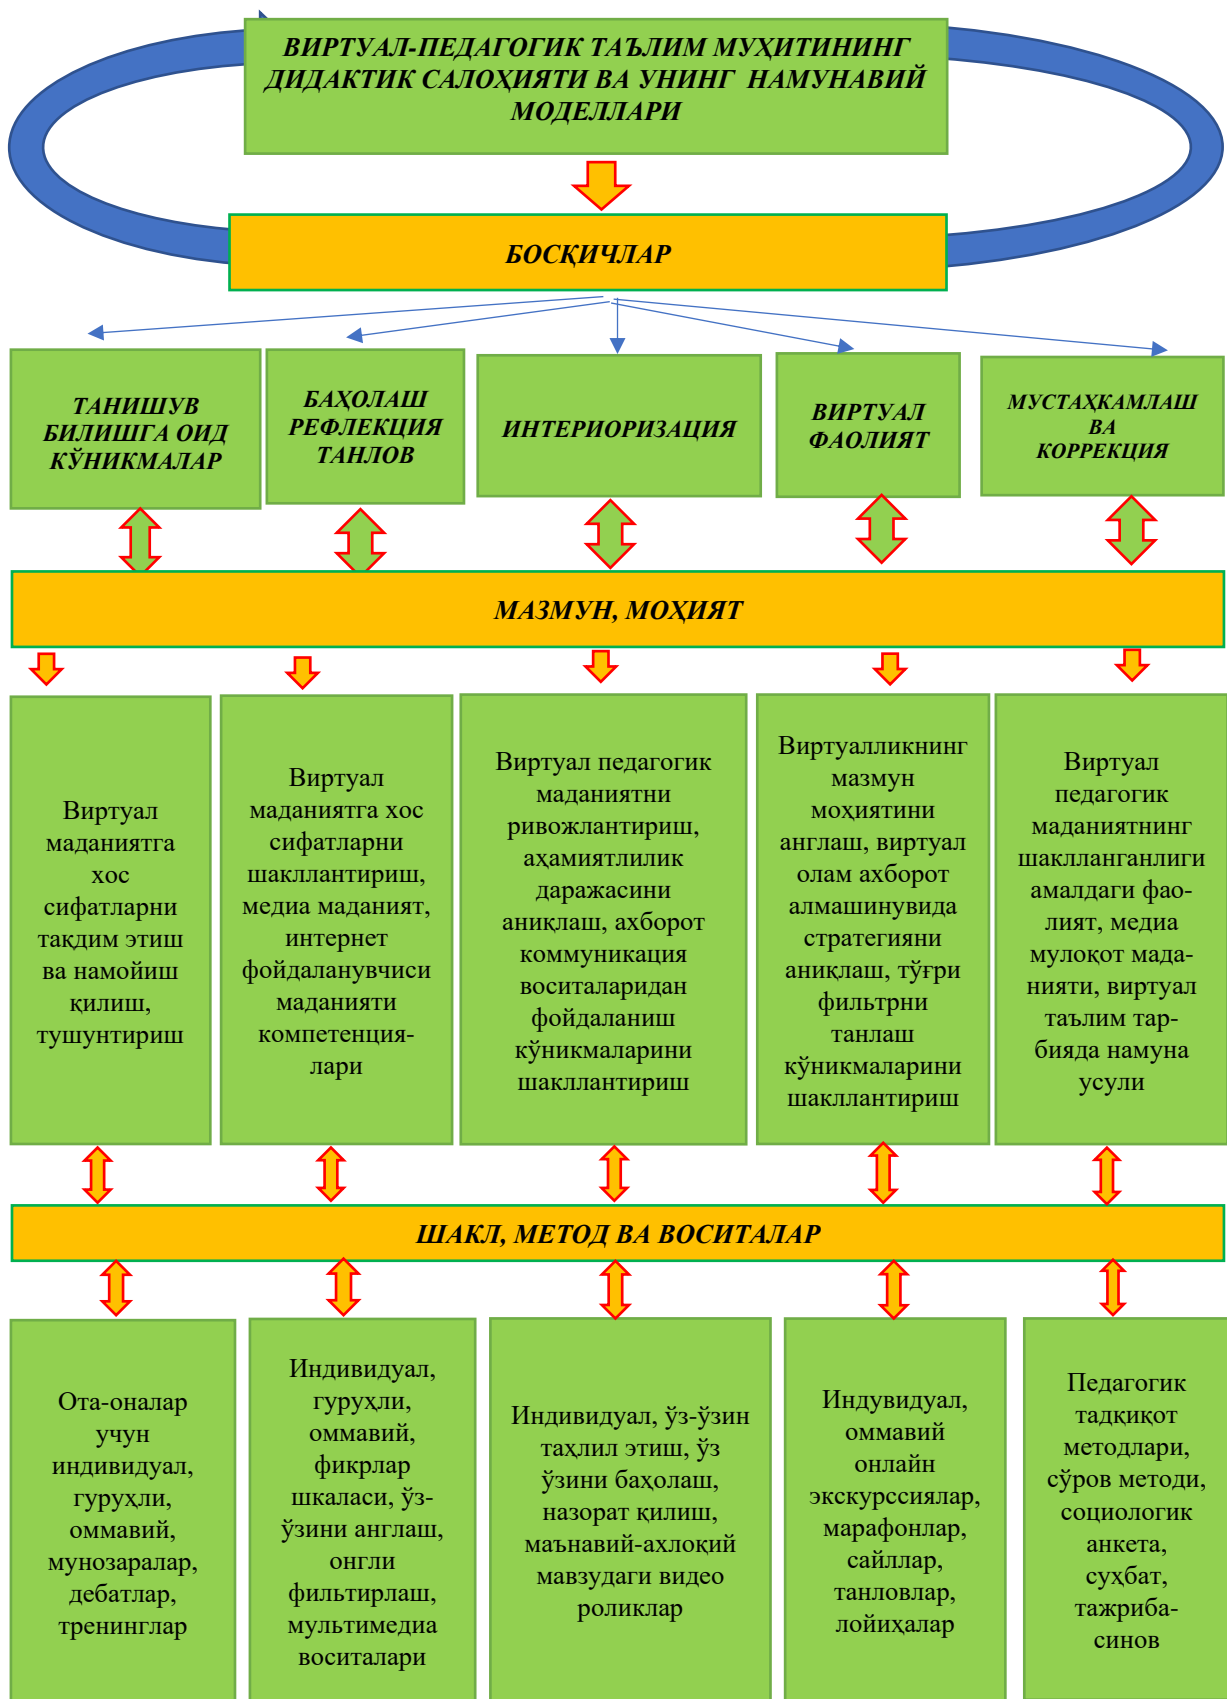 ВИРТУАЛ-ПЕДАГОГИК ТАЪЛИМ МУҲИТИНИНГ
ДИДАКТИК САЛОҲИЯТИ ВА УНИНГ НАМУНАВИЙ
МОДЕЛЛАРИ
БОСҚИЧЛАР
ТАНИШУВ
БИЛИШГА ОИД
КЎНИКМАЛАР
БАҲОЛАШ
РЕФЛЕКЦИЯ
ТАНЛОВ
ИНТЕРИОРИЗАЦИЯ
ВИРТУАЛ
ФАОЛИЯТ
МУСТАҲКАМЛАШ
ВА
КОРРЕКЦИЯ
МАЗМУН, МОҲИЯТ
Виртуал
маданиятга
хос
сифатларни
тақдим этиш
ва намойиш
қилиш,
тушунтириш
Виртуал
маданиятга хос
сифатларни
шакллантириш,
медиа маданият,
интернет
фойдаланувчиси
маданияти
компетенция-
лари
Виртуал педагогик
маданиятни
ривожлантириш,
аҳамиятлилик
даражасини
аниқлаш, ахборот
коммуникация
воситаларидан
фойдаланиш
кўникмаларини
шакллантириш
Виртуалликнинг
мазмун
моҳиятини
англаш, виртуал
олам ахборот
алмашинувида
стратегияни
аниқлаш, тўғри
фильтрни
танлаш
кўникмаларини
шакллантириш
Виртуал
педагогик
маданиятнинг
шаклланганлиги
амалдаги фао-
лият, медиа
мулоқот мада-
нияти, виртуал
таълим тар-
бияда намуна
усули
ШАКЛ, МЕТОД ВА ВОСИТАЛАР
Ота-оналар
учун
индивидуал,
гуруҳли,
оммавий,
мунозаралар,
дебатлар,
тренинглар
Индивидуал,
гуруҳли,
оммавий,
фикрлар
шкаласи, ўз-
ўзини англаш,
онгли
фильтирлаш,
мультимедиа
воситалари
Индивидуал, ўз-ўзин
таҳлил этиш, ўз
ўзини баҳолаш,
назорат қилиш,
маънавий-ахлоқий
мавзудаги видео
роликлар
Индувидуал,
оммавий
онлайн
экскурссиялар,
марафонлар,
сайллар,
танловлар,
лойиҳалар
Педагогик
тадқиқот
методлари,
сўров методи,
социологик
анкета,
суҳбат,
тажриба-
синов